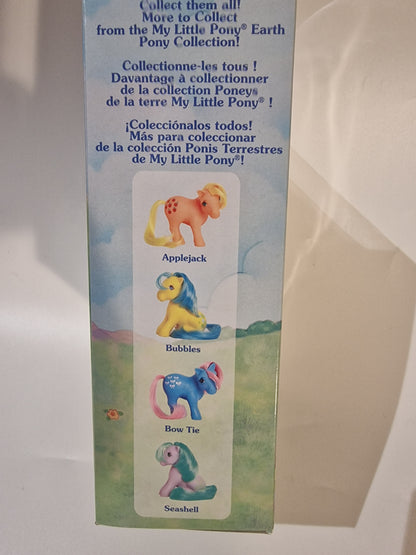 Collect them all!
More to Collect
from the My Little Pony® Earth
Pony Collection!
Collectionne-les tous !
Davantage à collectionner
de la collection Poneys
de la terre My Little Pony® !
¡Colecciónalos todos!
Más para coleccionar
de la colección Ponis Terrestres
de My Little Pony®!
Applejack
Bubbles
Bow Tie
Seashell